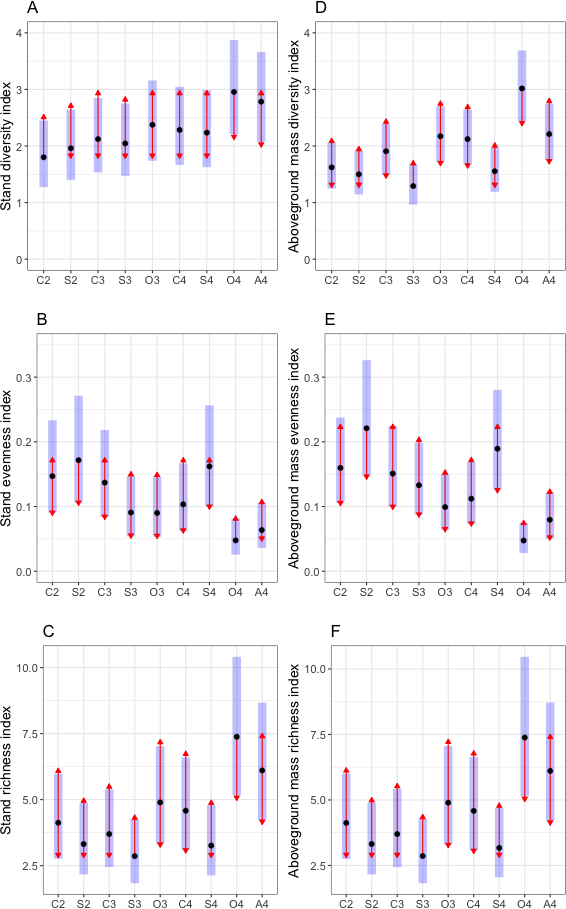 A
Stand diversity index
4
3
2
1
0
C2 S2 C3 S3 O3 C4 S4 O4 A4
D
Aboveground mass diversity index
4
3
2
1
0
C2 S2 C3 S3 O3 C4 S4 O4 A4
B
Stand evenness index
0.3
0.2
0.1
0.0
C2 S2 C3 S3 O3 C4 S4 O4 A4
E
Aboveground mass evenness index
0.3
0.2
0.1
0.0
C2 S2 C3 S3 O3 C4 S4 O4 A4
C
Stand richness index
10.0
7.5
5.0
2.5
C2 S2 C3 S3 O3 C4 S4 O4 A4
F
Aboveground mass richness index
10.0
7.5
5.0
2.5
C2 S2 C3 S3 O3 C4 S4 O4 A4